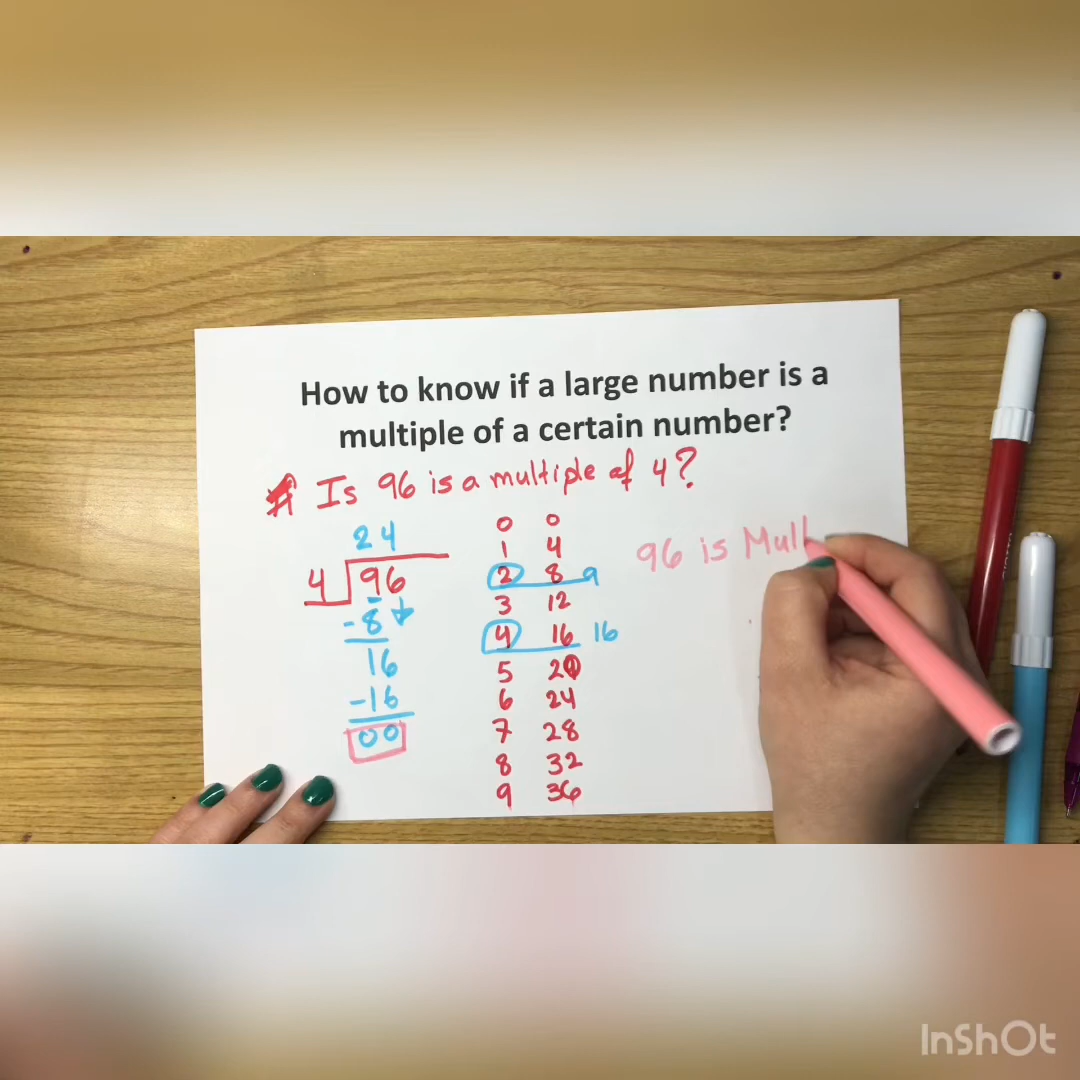 How to know if a large number is a
multiple of a certain number?
# Is 96 is a multiple of 4?
24
4 96
-8
16
-16
00
0 0
1 4
2 8 9
3 12
4 16 16
5 20
6 24
7 28
8 32
9 36
96 is Mult
InShOt